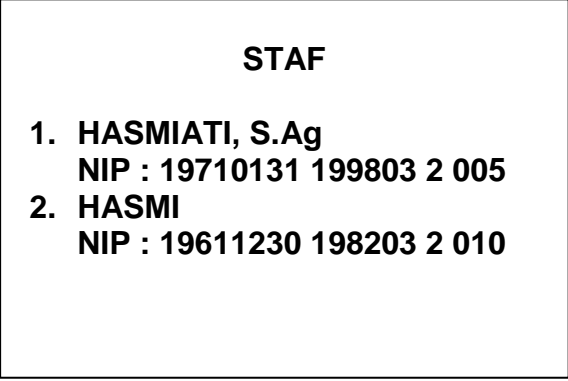 STAF
1. HASMIATI, S.Ag
NIP : 19710131 199803 2 005
2. HASMI
NIP : 19611230 198203 2 010